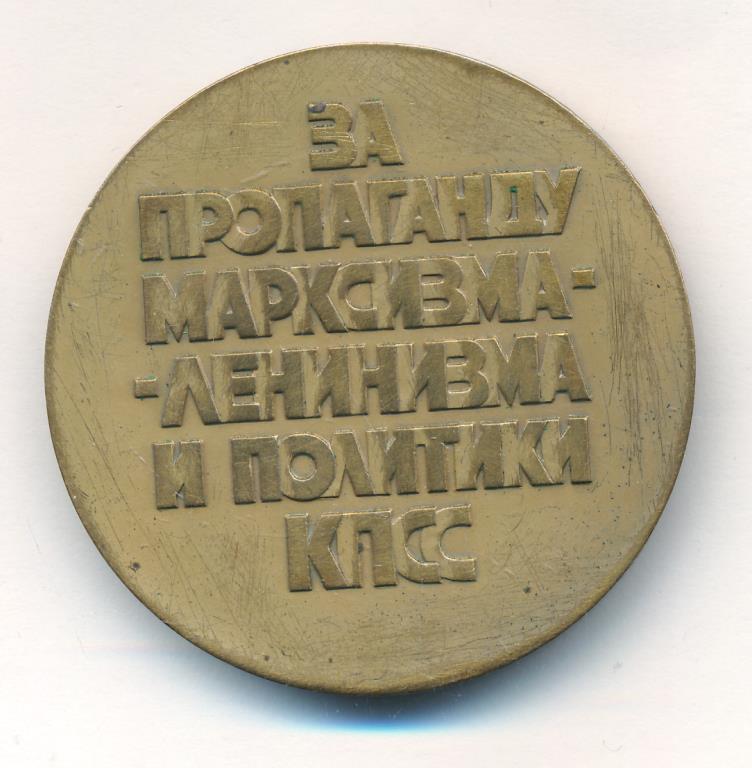 ЗА
ПРОПАГАНДУ
МАРКСИЗМА-
-ЛЕНИНИЗМА
И ПОЛИТИКИ
КПСС